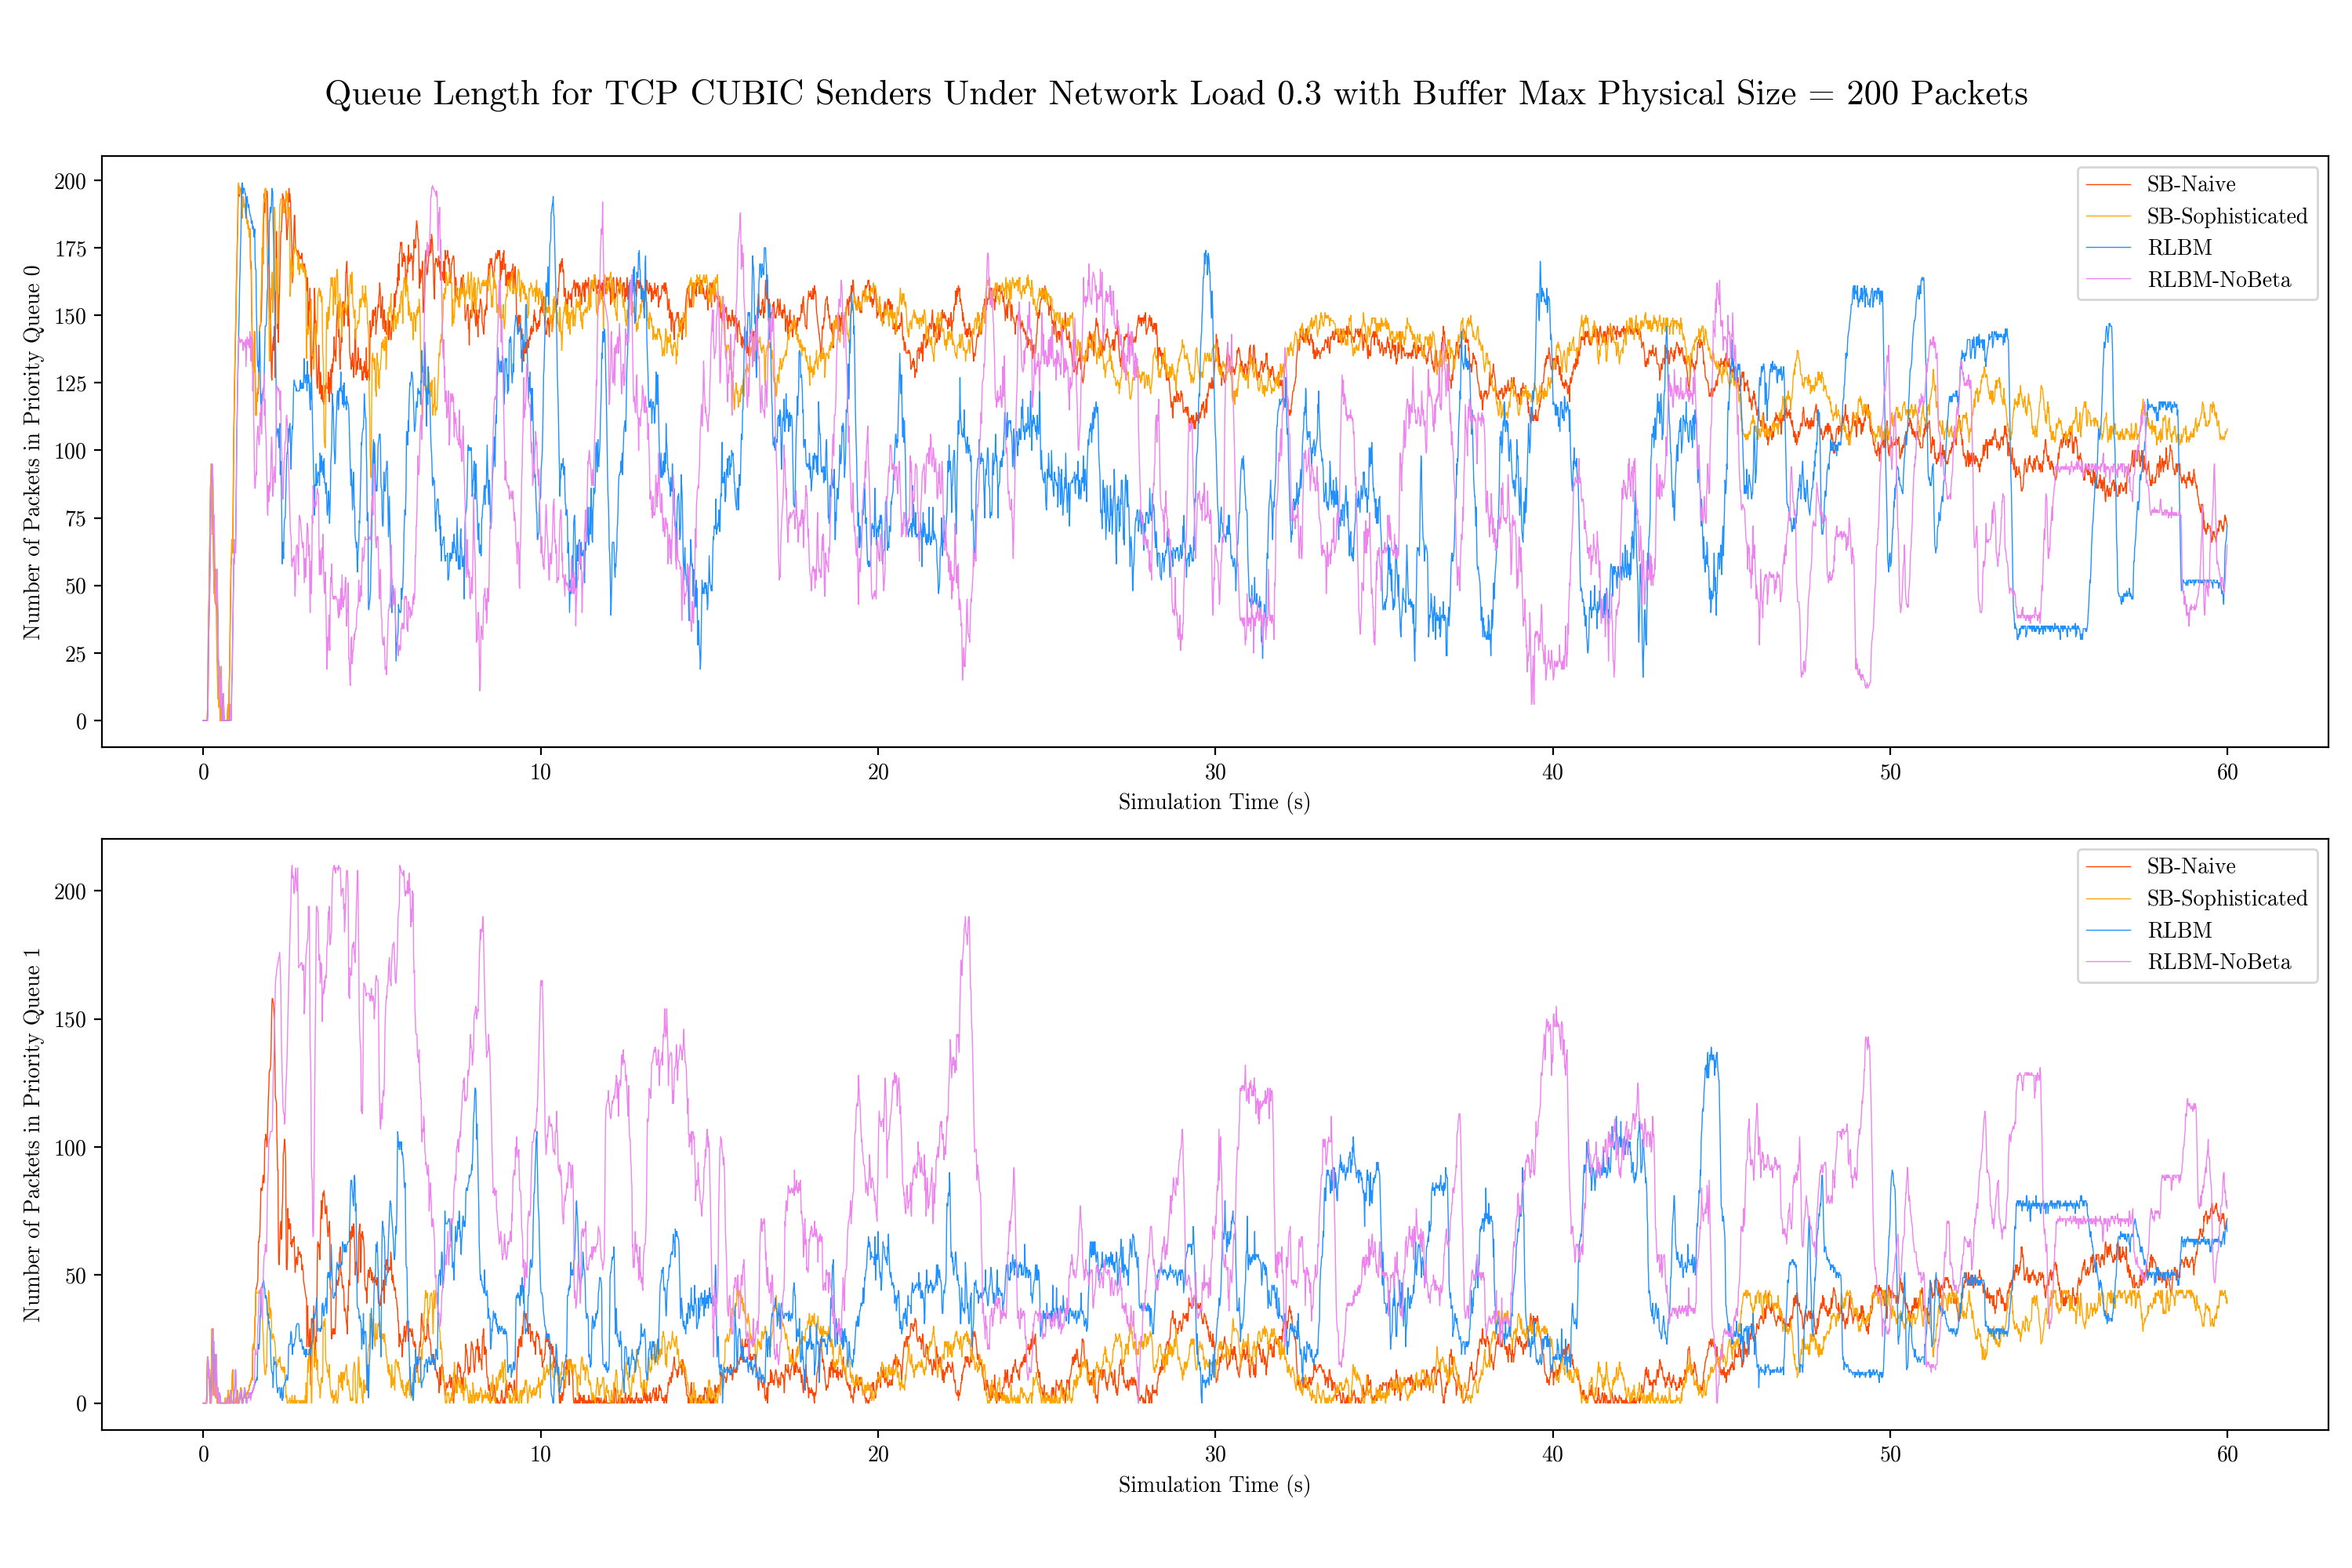 Queue Length for TCP CUBIC Senders Under Network Load 0.3 with Buffer Max Physical Size = 200 Packets
Number of Packets in Priority Queue 0
200
175
150
125
100
75
50
25
0
SB-Naive
SB-Sophisticated
RLBM
RLBM-NoBeta
0 10 20 30 40 50 60
Simulation Time (s)
Number of Packets in Priority Queue 1
200
150
100
50
0
SB-Naive
SB-Sophisticated
RLBM
RLBM-NoBeta
0 10 20 30 40 50 60
Simulation Time (s)